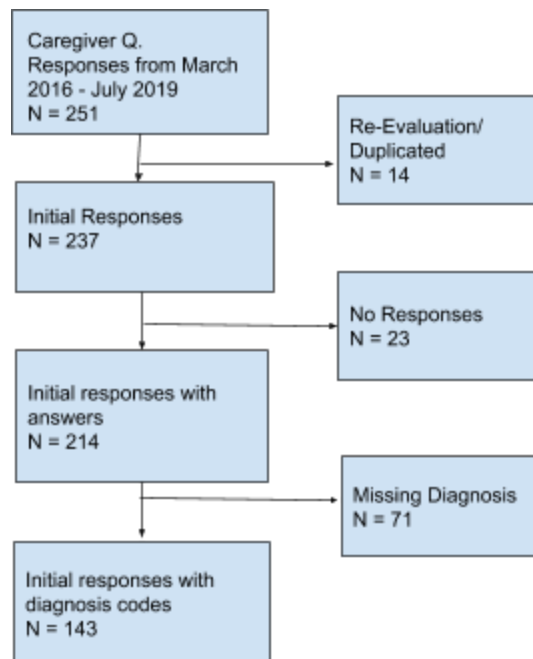 Caregiver Q.
Responses from March
2016 - July 2019
N = 251
Re-Evaluation/
Duplicated
N = 14
Initial Responses
N = 237
No Responses
N = 23
Initial responses with
answers
N = 214
Missing Diagnosis
N = 71
Initial responses with
diagnosis codes
N = 143